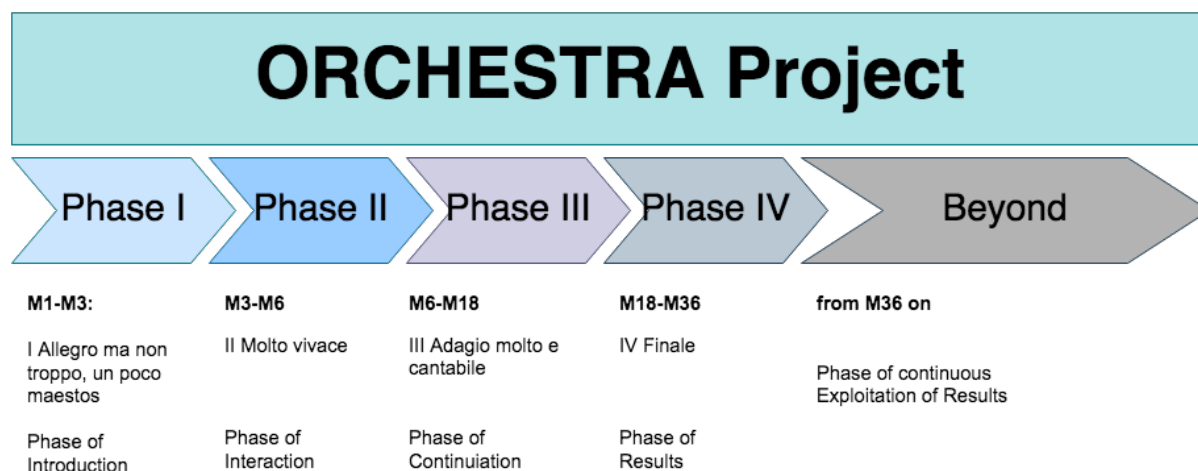 ORCHESTRA Project
Phase I
Phase II
Phase III
Phase IV
Beyond
M1-M3:
I Allegro ma non
troppo, un poco
maestos
Phase of
Introduction
M3-M6
II Molto vivace
Phase of
Interaction
M6-M18
III Adagio molto e
cantabile
Phase of
Continuiation
M18-M36
IV Finale
Phase of
Results
from M36 on
Phase of continuous
Exploitation of Results